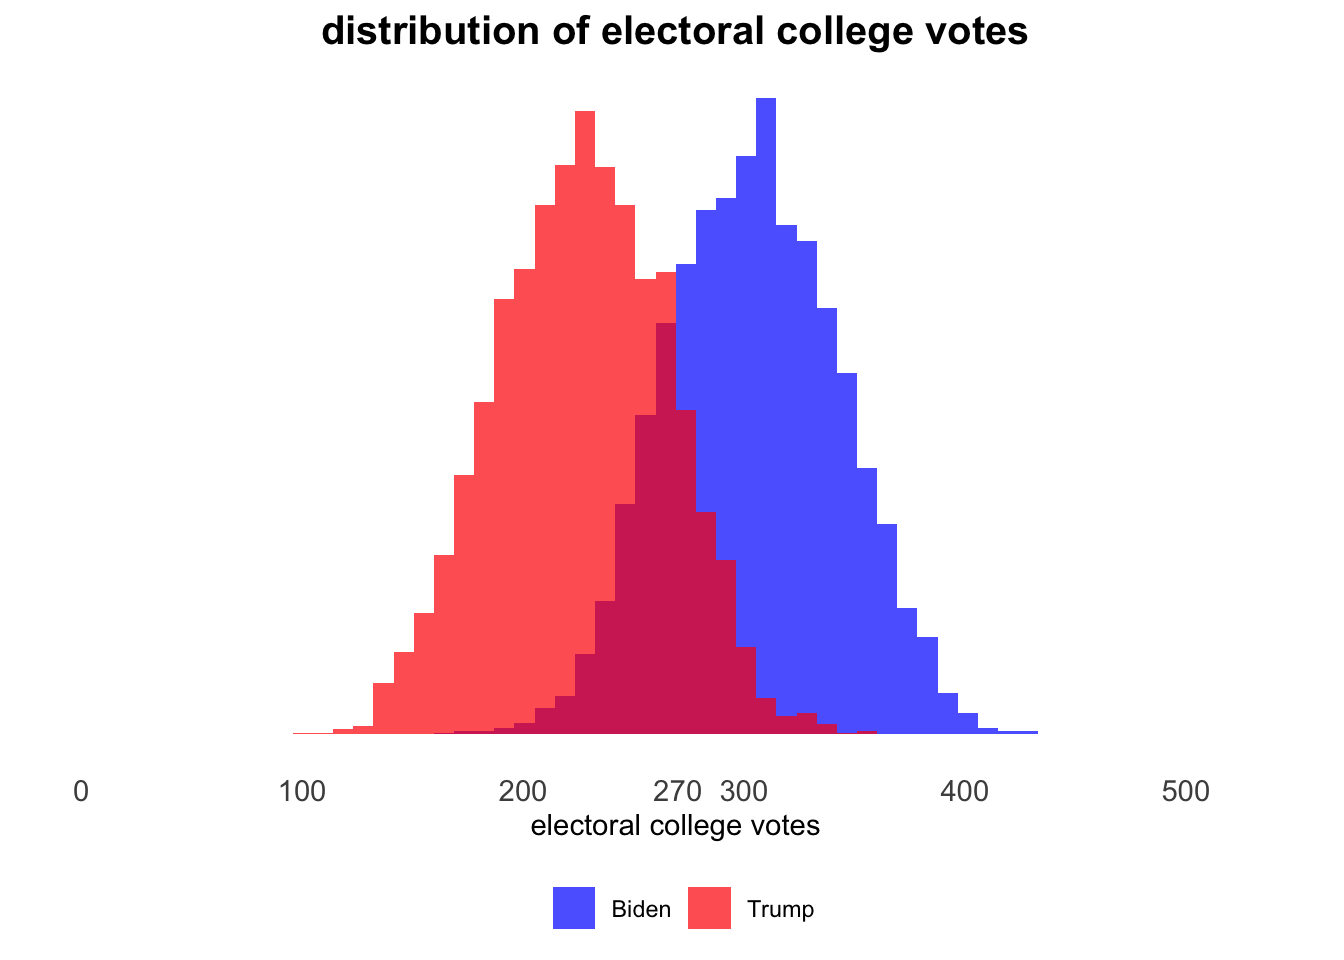 distribution of electoral college votes
0 100 200 270 300 400 500
electoral college votes
Biden Trump